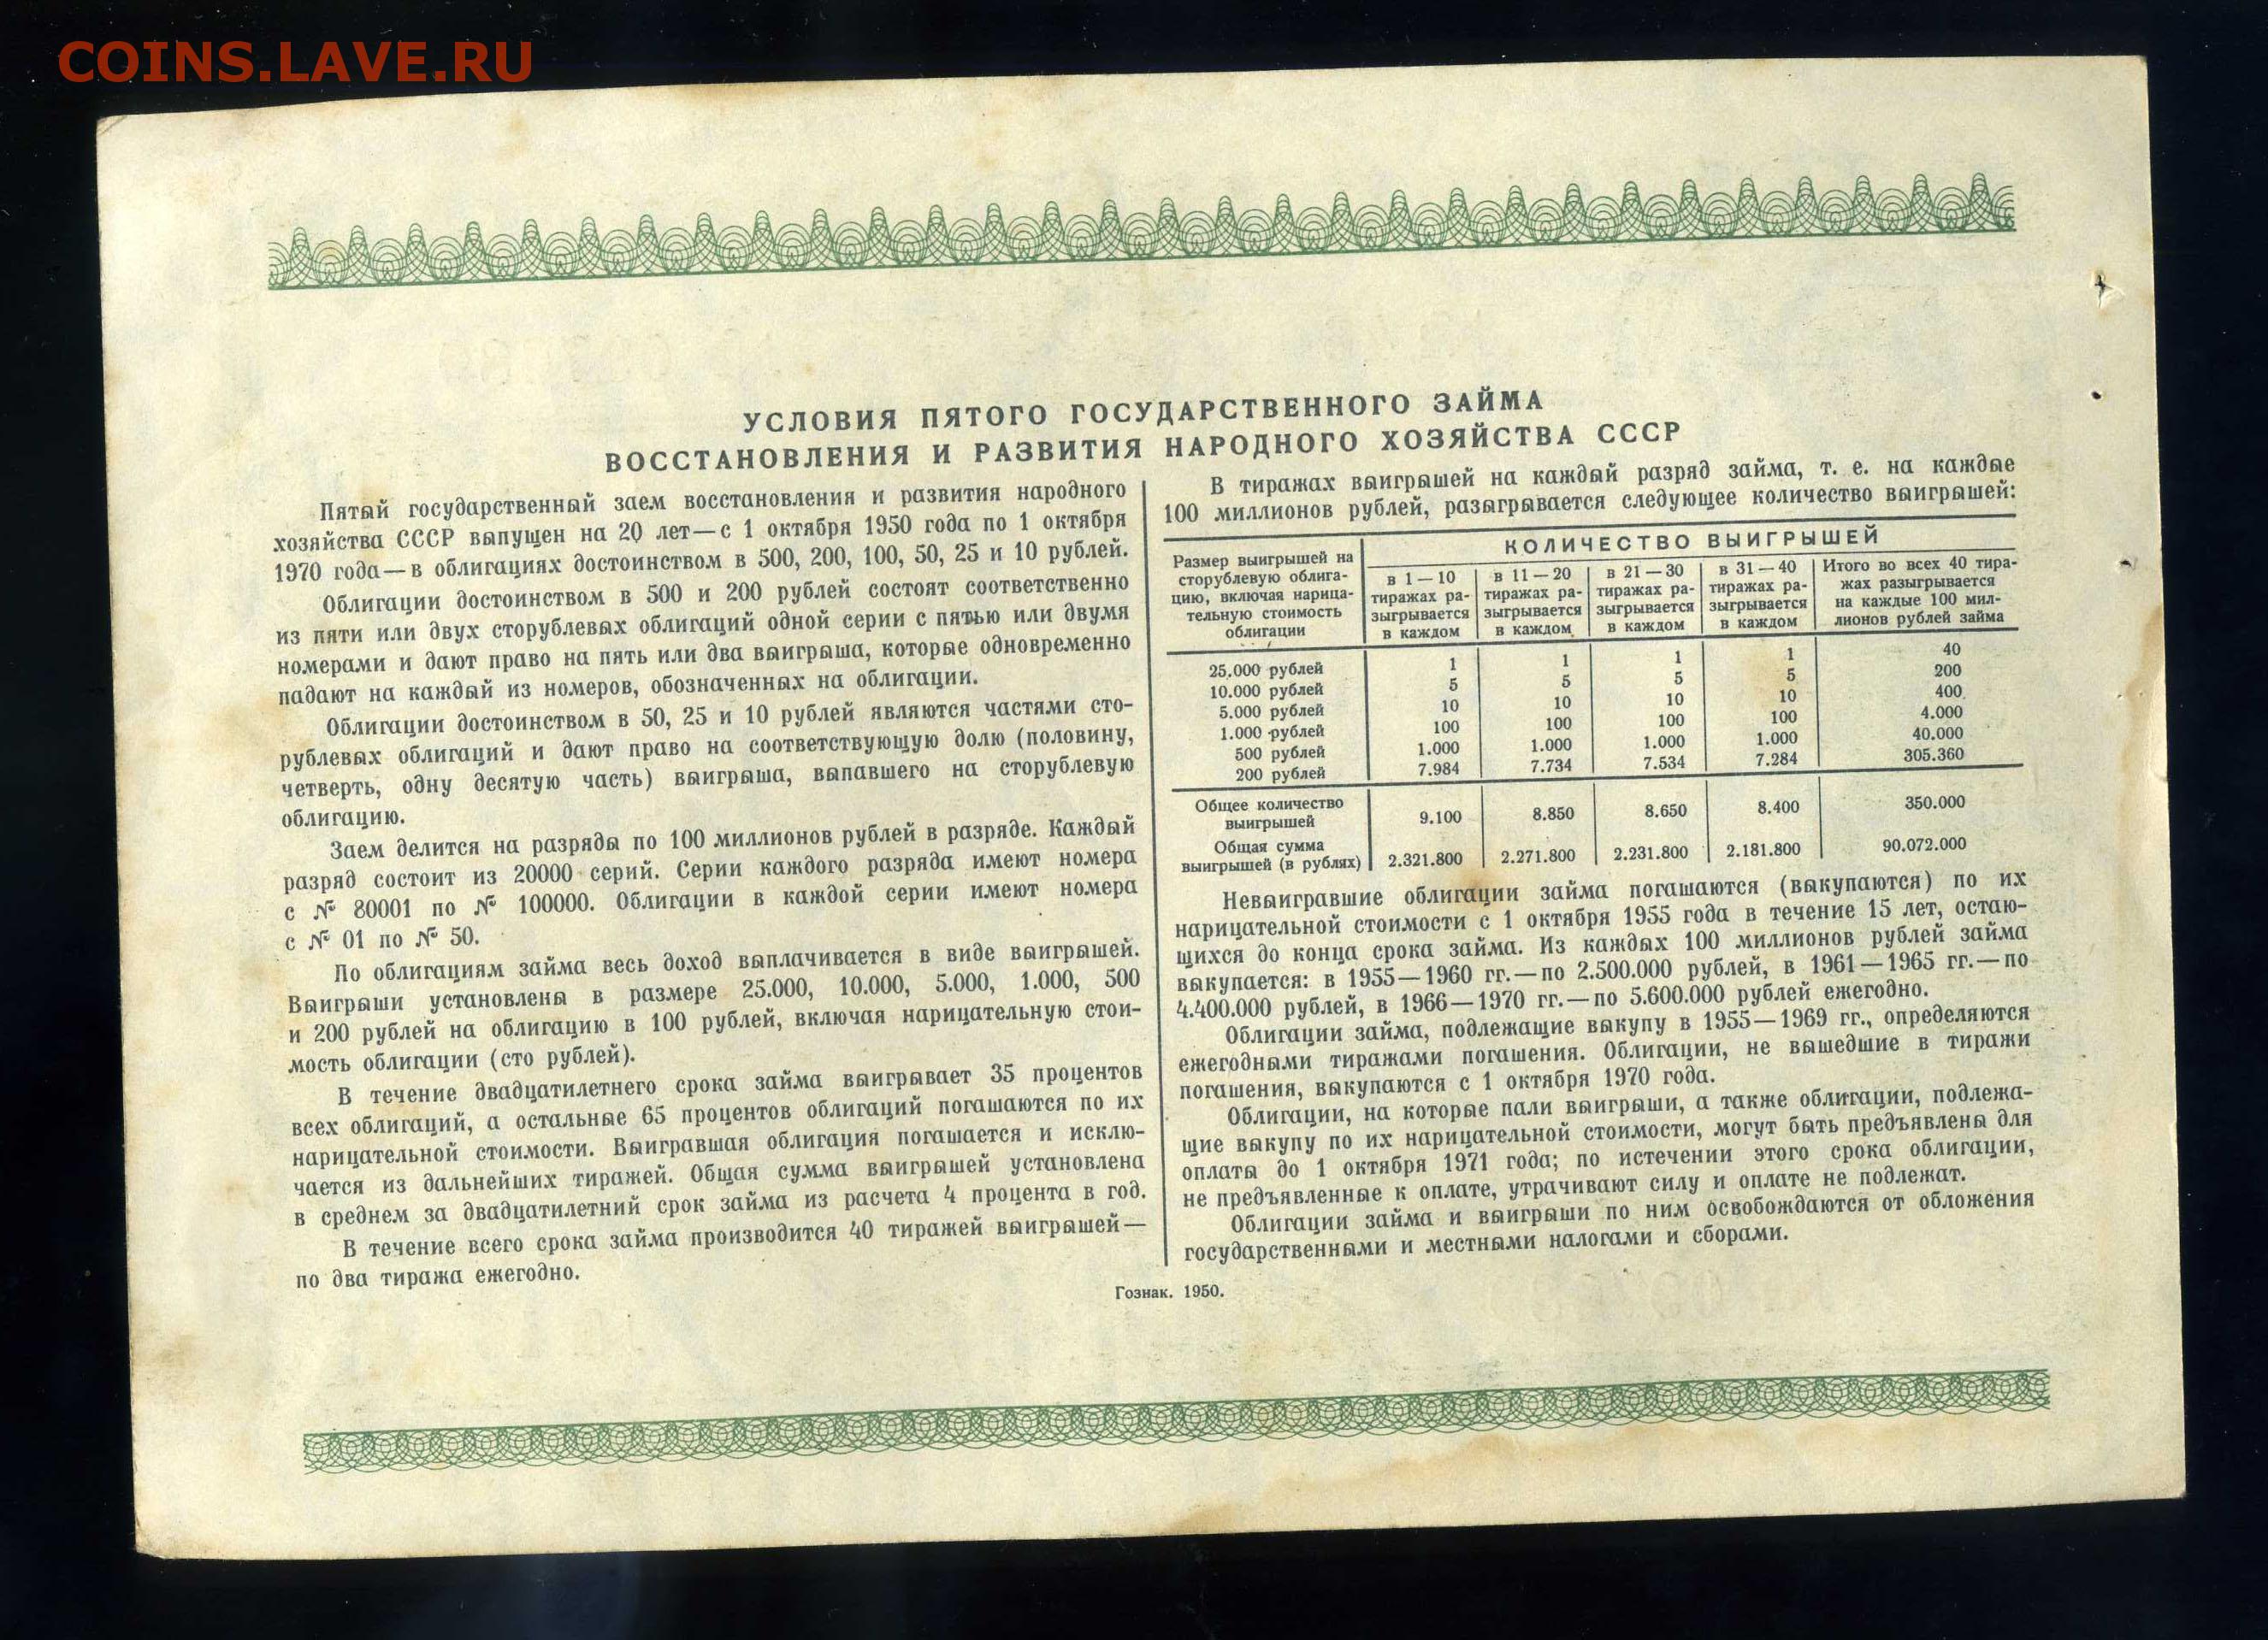 COINS.LAVE.RU
УСЛОВИЯ ПЯТОГО ГОСУДАРСТВЕННОГО ЗАЙМА
ВОССТАНОВЛЕНИЯ И РАЗВИТИЯ НАРОДНОГО ХОЗЯЙСТВА СССР
Пятый государственный заем восстановления и развития народного
хозяйства СССР выпущен на 20 лет—с 1 октября 1950 года по 1 октября
1970 года—в облигациях достоинством в 500, 200, 100, 50, 25 и 10 рублей.
Облигации достоинством в 500 и 200 рублей состоят соответственно
из пяти или двух сторублевых облигаций одной серии с пятью или двумя
номерами и дают право на пять или два выигрыша, которые одновременно
падают на каждый из номеров, обозначенных на облигации.
Облигации достоинством в 50, 25 и 10 рублей являются частями сто-
рублевых облигаций и дают право на соответствующую долю (половину,
четверть, одну десятую часть) выигрыша, выпавшего на сторублевую
облигацию.
Заем делится на разряды по 100 миллионов рублей в разряде. Каждый
разряд состоит из 20000 серий. Серии каждого разряда имеют номера
с № 80001 по № 100000. Облигации в каждой серии имеют номера
с № 01 по № 50.
По облигациям займа весь доход выплачивается в виде выигрышей.
Выигрыши установлены в размере 25.000, 10.000, 5.000, 1.000, 500
и 200 рублей на облигацию в 100 рублей, включая нарицательную стои-
мость облигации (сто рублей).
В течение двадцатилетнего срока займа выигрывает 35 процентов
всех облигаций, а остальные 65 процентов облигаций погашаются по их
нарицательной стоимости. Выигравшая облигация погашается и исклю-
чается из дальнейших тиражей. Общая сумма выигрышей установлена
в среднем за двадцатилетний срок займа из расчета 4 процента в год.
В течение всего срока займа производится 40 тиражей выигрышей—
по два тиража ежегодно.
В тиражах выигрышей на каждый разряд займа, т. е. на каждые
100 миллионов рублей, разыгрывается следующее количество выигрышей:
Размер выигрышей на
сторублевую облига-
цию, включая нарица-
тельную стоимость
облигации
КОЛИЧЕСТВО ВЫИГРЫШЕЙ
в 1—10
тиражах ра-
зыгрывается
в каждом
в 11—20
тиражах ра-
зыгрывается
в каждом
в 21—30
тиражах ра-
зыгрывается
в каждом
в 31—40
тиражах ра-
зыгрывается
в каждом
Итого во всех 40 тира-
жах разыгрывается
на каждые 100 мил-
лионов рублей займа
25.000 рублей 1 1 1 1 40
10.000 рублей 5 5 5 5 200
5.000 рублей 10 10 10 10 400
1.000 рублей 100 100 100 100 4.000
500 рублей 1.000 1.000 1.000 1.000 40.000
200 рублей 7.984 7.734 7.534 7.284 305.360
Общее количество
выигрышей 9.100 8.850 8.650 8.400 350.000
Общая сумма
выигрышей (в рублях) 2.321.800 2.271.800 2.231.800 2.181.800 90.072.000
Невыигравшие облигации займа погашаются (выкупаются) по их
нарицательной стоимости с 1 октября 1955 года в течение 15 лет, остаю-
щихся до конца срока займа. Из каждых 100 миллионов рублей займа
выкупается: в 1955—1960 гг.—по 2.500.000 рублей, в 1961—1965 гг.—по
4.400.000 рублей, в 1966—1970 гг.—по 5.600.000 рублей ежегодно.
Облигации займа, подлежащие выкупу в 1955—1969 гг., определяются
ежегодными тиражами погашения. Облигации, не вышедшие в тиражи
погашения, выкупаются с 1 октября 1970 года.
Облигации, на которые пали выигрыши, а также облигации, подлежа-
щие выкупу по их нарицательной стоимости, могут быть предъявлены для
оплаты до 1 октября 1971 года; по истечении этого срока облигации,
не предъявленные к оплате, утрачивают силу и оплате не подлежат.
Облигации займа и выигрыши по ним освобождаются от обложения
государственными и местными налогами и сборами.
Гознак. 1950.